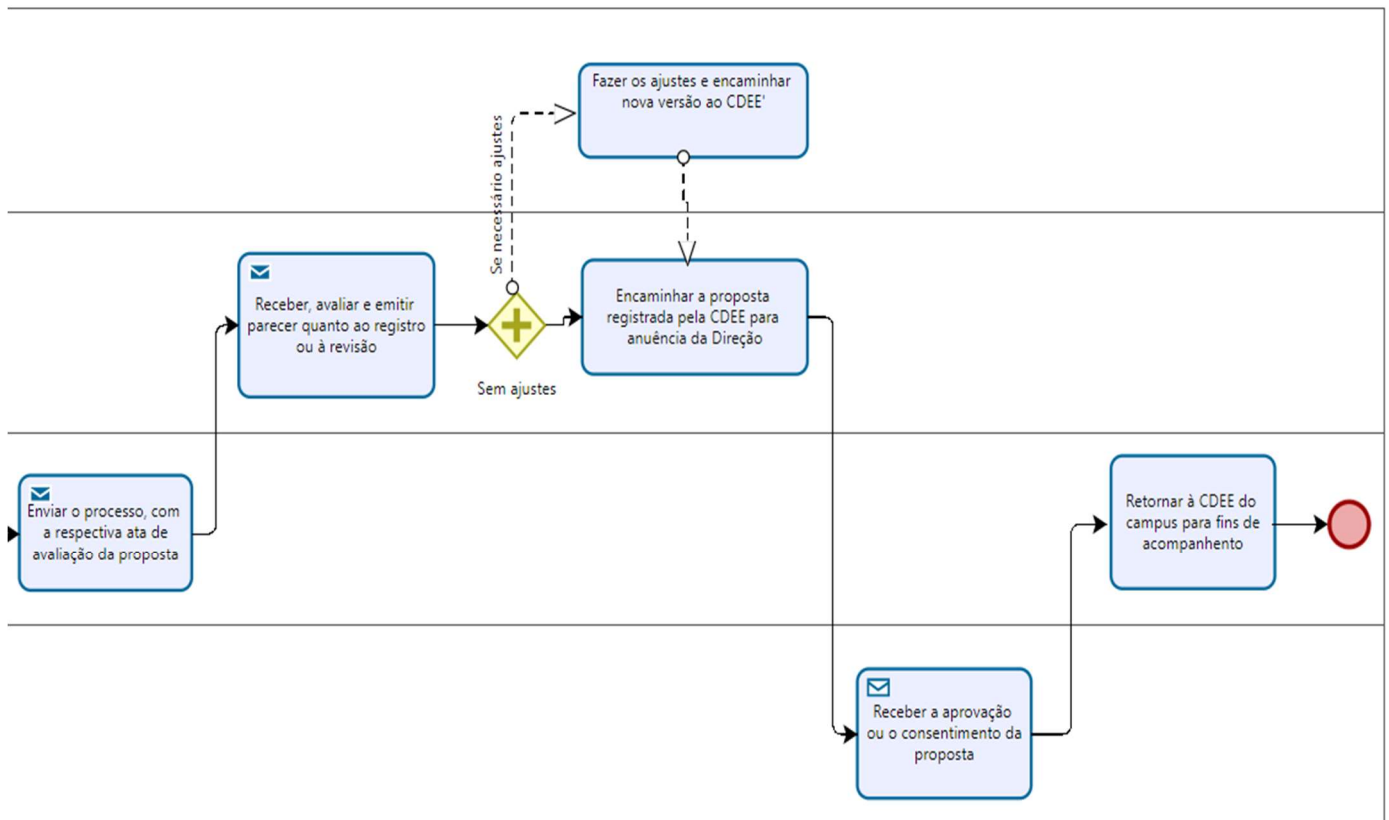 Fazer os ajustes e encaminhar
nova versão ao CDEE'
Se necessário ajustes
Receber, avaliar e emitir
parecer quanto ao registro
ou à revisão
Sem ajustes
Encaminhar a proposta
registrada pela CDEE para
anuência da Direção
Enviar o processo, com
a respectiva ata de
avaliação da proposta
Retornar à CDEE do
campus para fins de
acompanhento
Receber a aprovação
ou o consentimento da
proposta